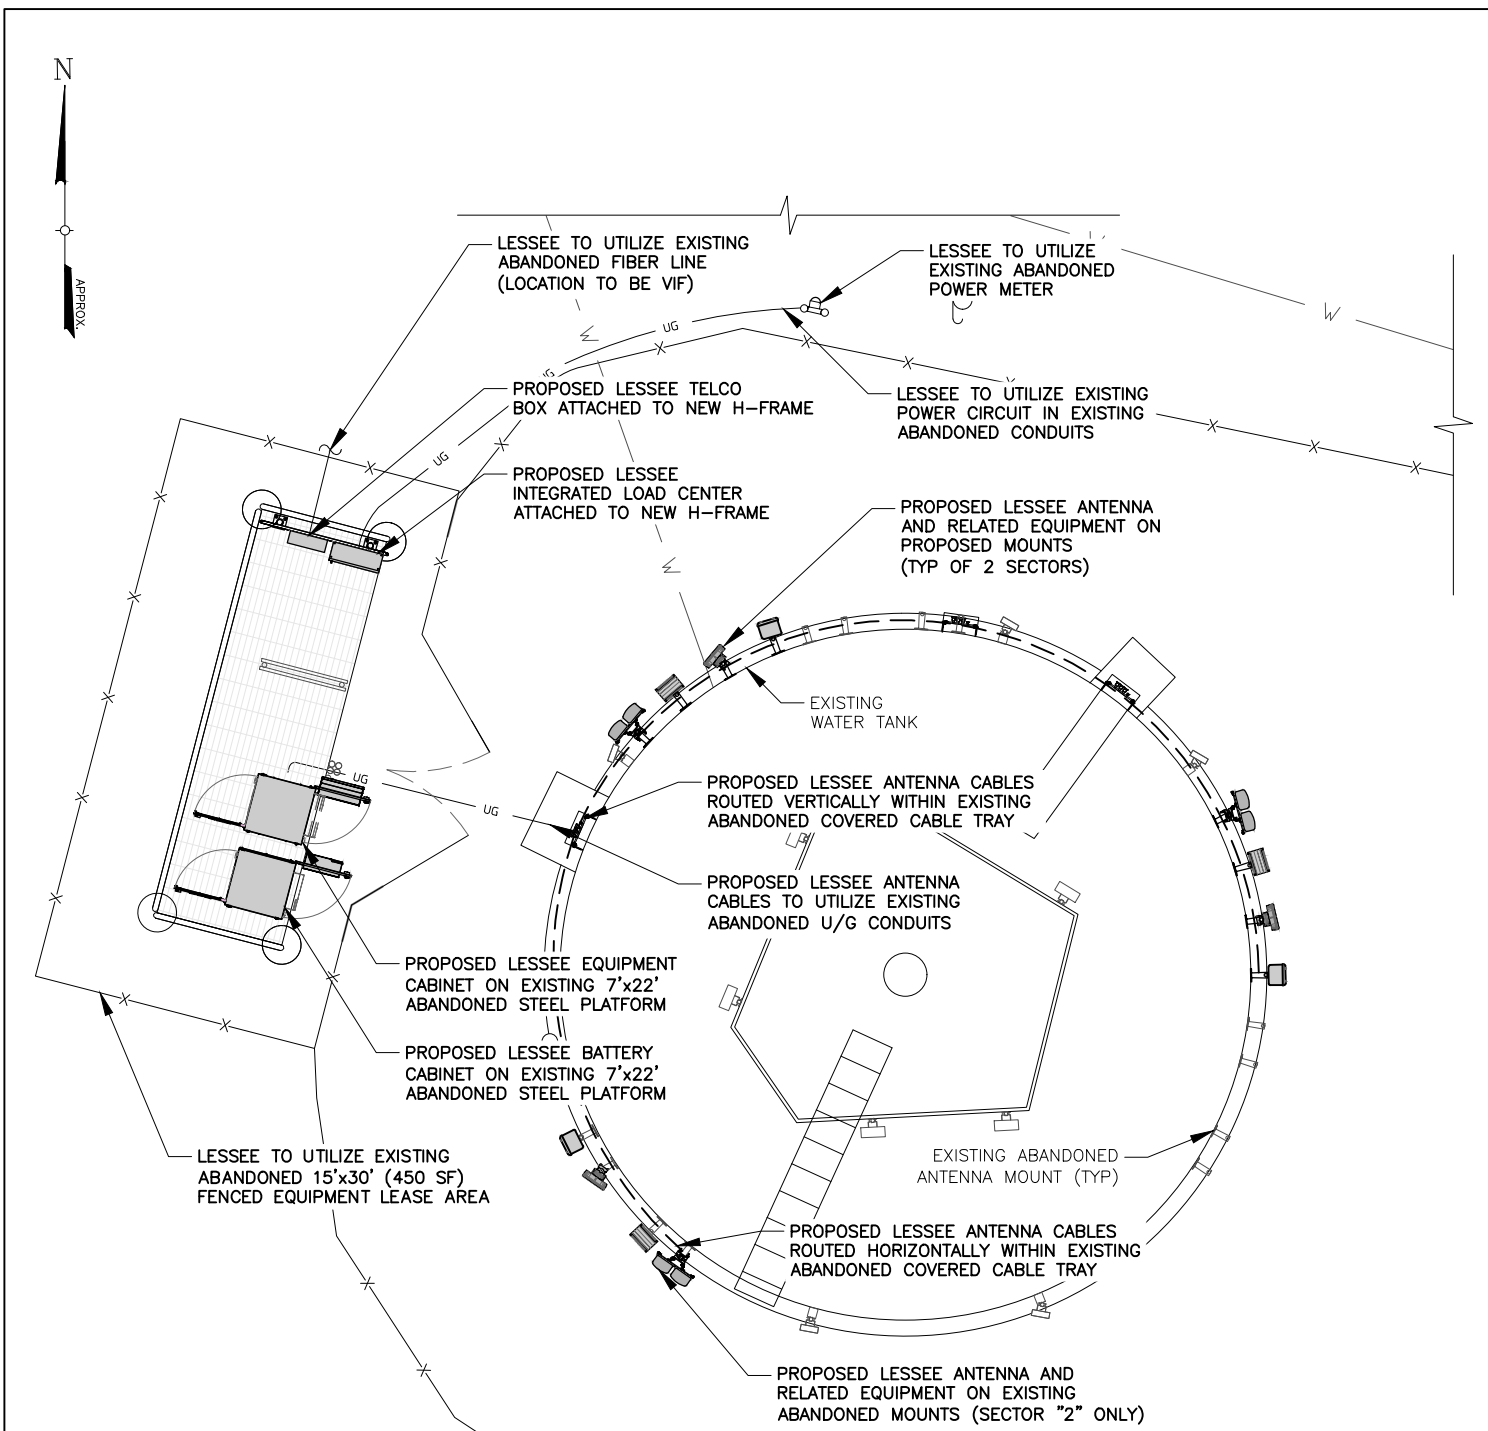 N
APPROX.
LESSEE TO UTILIZE EXISTING
ABANDONED FIBER LINE
(LOCATION TO BE VIF)
LESSEE TO UTILIZE
EXISTING ABANDONED
POWER METER
W
W
UG
X
X
X
W
UG
PROPOSED LESSEE TELCO
BOX ATTACHED TO NEW H-FRAME
LESSEE TO UTILIZE EXISTING
POWER CIRCUIT IN EXISTING
ABANDONED CONDUITS
X
X
X
X
X
X
UG
PROPOSED LESSEE
INTEGRATED LOAD CENTER
ATTACHED TO NEW H-FRAME
X
PROPOSED LESSEE ANTENNA
AND RELATED EQUIPMENT ON
PROPOSED MOUNTS
(TYP OF 2 SECTORS)
X
W
X
X
EXISTING
WATER TANK
UG
UG
X
PROPOSED LESSEE ANTENNA CABLES
ROUTED VERTICALLY WITHIN EXISTING
ABANDONED COVERED CABLE TRAY
X
PROPOSED LESSEE ANTENNA
CABLES TO UTILIZE EXISTING
ABANDONED U/G CONDUITS
PROPOSED LESSEE EQUIPMENT
CABINET ON EXISTING 7'x22'
ABANDONED STEEL PLATFORM
X
X
X
PROPOSED LESSEE BATTERY
CABINET ON EXISTING 7'x22'
ABANDONED STEEL PLATFORM
LESSEE TO UTILIZE EXISTING
ABANDONED 15'x30' (450 SF)
FENCED EQUIPMENT LEASE AREA
EXISTING ABANDONED
ANTENNA MOUNT (TYP)
PROPOSED LESSEE ANTENNA CABLES
ROUTED HORIZONTALLY WITHIN EXISTING
ABANDONED COVERED CABLE TRAY
X
X
PROPOSED LESSEE ANTENNA AND
RELATED EQUIPMENT ON EXISTING
ABANDONED MOUNTS (SECTOR "2" ONLY)